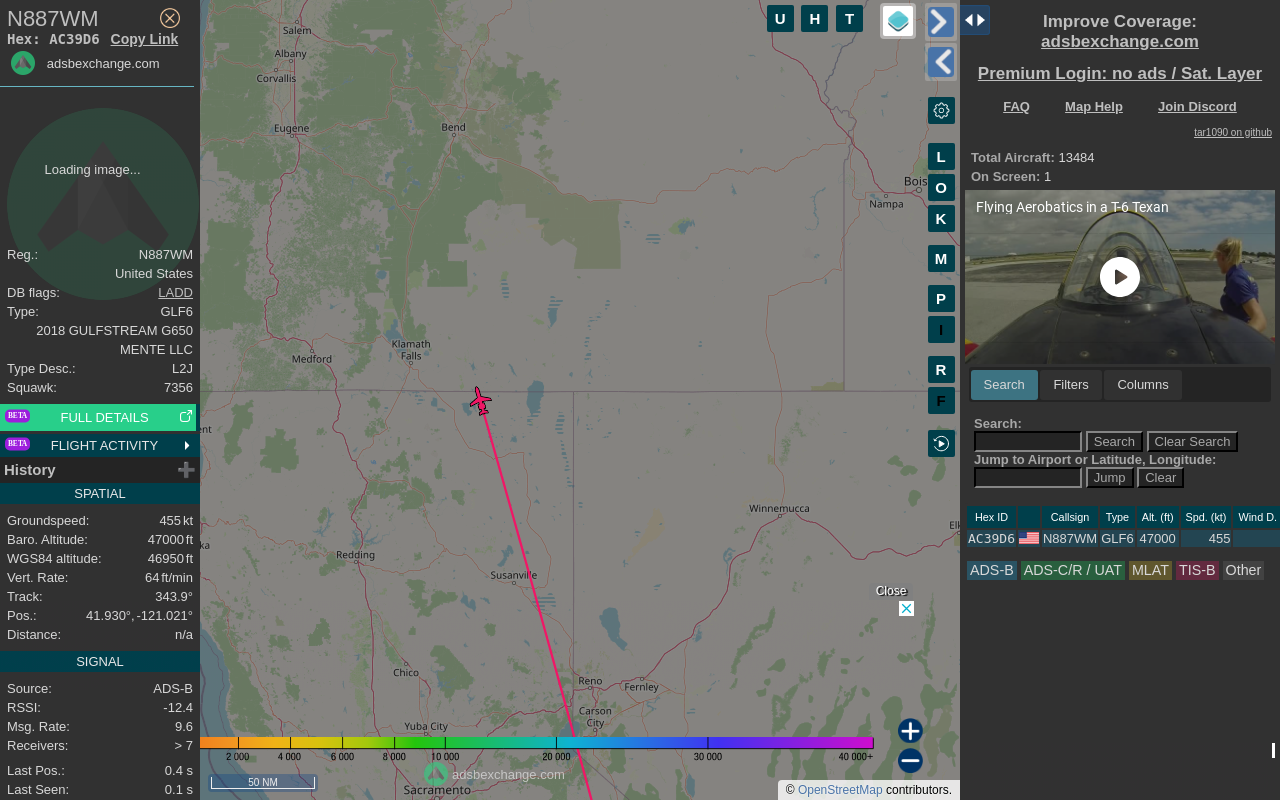 N887WM
Hex: AC39D6 Copy Link
adsbexchange.com
Loading image...
Reg.: N887WM
United States
DB flags: LADD
Type: GLF6
2018 GULFSTREAM G650
MENTE LLC
Type Desc.: L2J
Squawk: 7356
BETA FULL DETAILS
BETA FLIGHT ACTIVITY
History
SPATIAL
Groundspeed: 455 kt
Baro. Altitude: 47000 ft
WGS84 altitude: 46950 ft
Vert. Rate: 64 ft/min
Track: 343.9°
Pos.: 41.930°, -121.021°
Distance: n/a
SIGNAL
Source: ADS-B
RSSI: -12.4
Msg. Rate: 9.6
Receivers: > 7
Last Pos.: 0.4 s
Last Seen: 0.1 s
U H T
L
O
K
M
P
I
R
F
Salem
Albany
Corvallis
Eugene
Bend
Bois
Nampa
Klamath
Falls
Medford
ent
Winnemucca
Elk
ka
Redding
Susanville
Close
Chico
Reno
Fernley
Carson
City
Yuba City
2 000 4 000 6 000 8 000 10 000 20 000 30 000 40 000+
adsbexchange.com
50 NM
Sacramento
© OpenStreetMap contributors.
Improve Coverage:
adsbexchange.com
Premium Login: no ads / Sat. Layer
FAQ Map Help Join Discord
tar1090 on github
Total Aircraft: 13484
On Screen: 1
Flying Aerobatics in a T-6 Texan
Search Filters Columns
Search:
Search Clear Search
Jump to Airport or Latitude, Longitude:
Jump Clear
Hex ID Callsign Type Alt. (ft) Spd. (kt) Wind D.
AC39D6 N887WM GLF6 47000 455
ADS-B ADS-C/R / UAT MLAT TIS-B Other